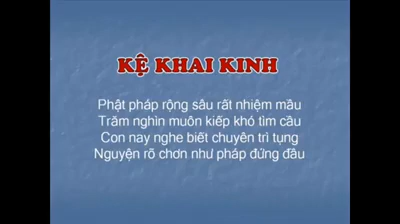 KỆ KHAI KINH
Phật pháp rộng sâu rất nhiệm mầu
Trăm nghìn muôn kiếp khó tìm cầu
Con nay nghe biết chuyên trì tụng
Nguyện rõ chơn như pháp đứng đầu